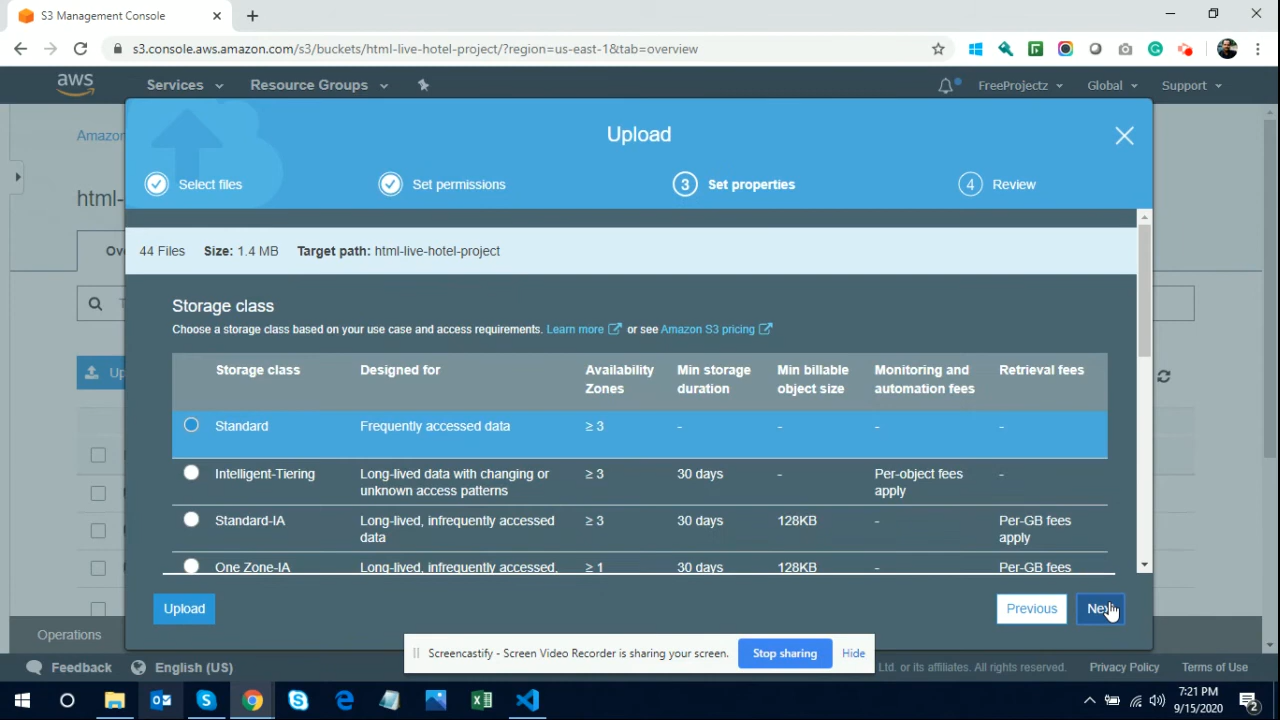 S3 Management Console
s3.console.aws.amazon.com/s3/buckets/html-live-hotel-project/?region=us-east-1&tab=overview
aws Services Resource Groups FreeProjectz Global Support
Amazon
html-
Upload
Select files Set permissions 3 Set properties 4 Review
44 Files Size: 1.4 MB Target path: html-live-hotel-project
Storage class
Choose a storage class based on your use case and access requirements. Learn more or see Amazon S3 pricing
Storage class Designed for Availability Zones Min storage duration Min billable object size Monitoring and automation fees Retrieval fees
Standard Frequently accessed data ≥ 3 - - - -
Intelligent-Tiering Long-lived data with changing or unknown access patterns ≥ 3 30 days - Per-object fees apply -
Standard-IA Long-lived, infrequently accessed data ≥ 3 30 days 128KB - Per-GB fees apply
One Zone-IA Long-lived, infrequently accessed, ≥ 1 30 days 128KB - Per-GB fees
Upload Previous
Operations
Screencastify - Screen Video Recorder is sharing your screen. Stop sharing Hide
Feedback English (US) Ltd. or its affiliates. All rights reserved. Privacy Policy Terms of Use
7:21 PM
9/15/2020
2